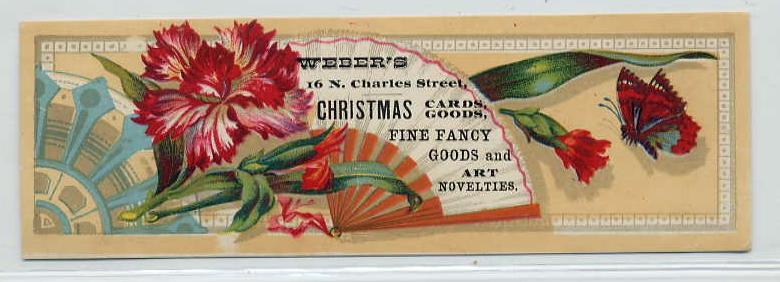 WEBER'S
16 N. Charles Street,
CHRISTMAS CARDS, GOODS,
FINE FANCY
GOODS and
ART
NOVELTIES.